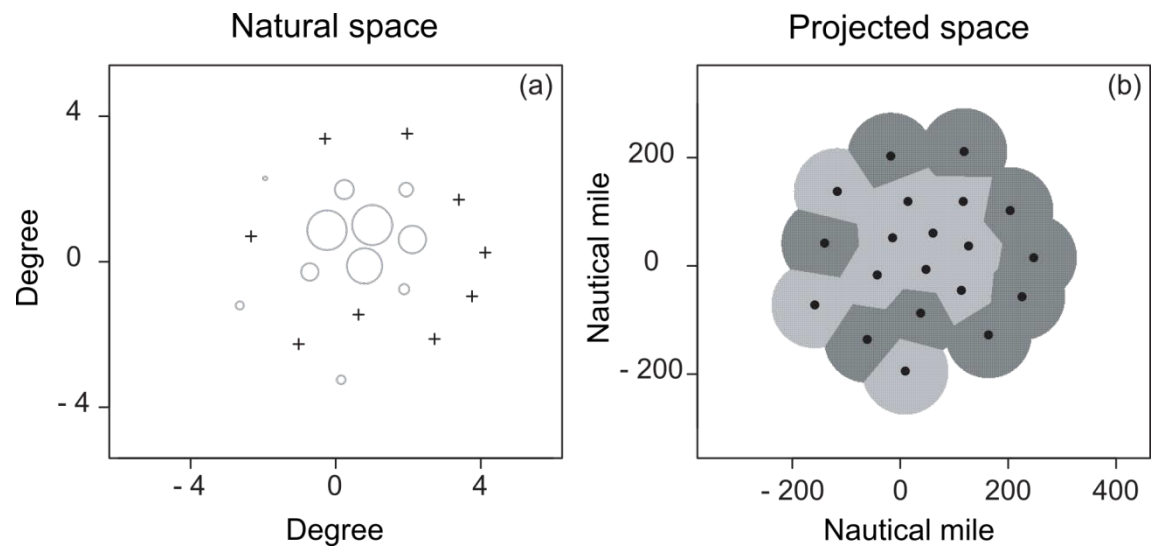 Natural space
(a)
4
0
- 4
Degree
- 4 0 4
Degree
Projected space
(b)
200
0
- 200
Nautical mile
- 200 0 200 400
Nautical mile